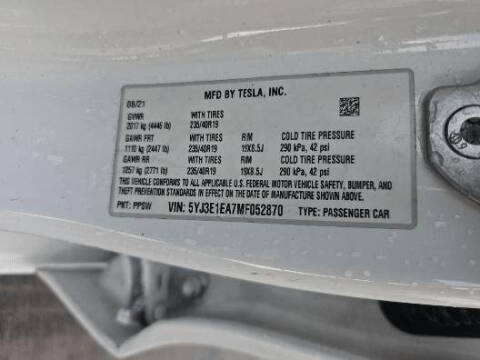 MFD BY TESLA, INC.
08/21
GVWR WITH TIRES
2017 kg (4446 lb) 235/40R19
GAWR FRT WITH TIRES RIM COLD TIRE PRESSURE
1110 kg (2447 lb) 235/40R19 19X8.5J 290 kPa, 42 psi
GAWR RR WITH TIRES RIM COLD TIRE PRESSURE
1257 kg (2771 lb) 235/40R19 19X8.5J 290 kPa, 42 psi
THIS VEHICLE CONFORMS TO ALL APPLICABLE U.S. FEDERAL MOTOR VEHICLE SAFETY, BUMPER, AND
THEFT PREVENTION STANDARDS IN EFFECT ON THE DATE OF MANUFACTURE SHOWN ABOVE.
PNT: PPSW VIN: 5YJ3E1EA7MF052870 TYPE: PASSENGER CAR